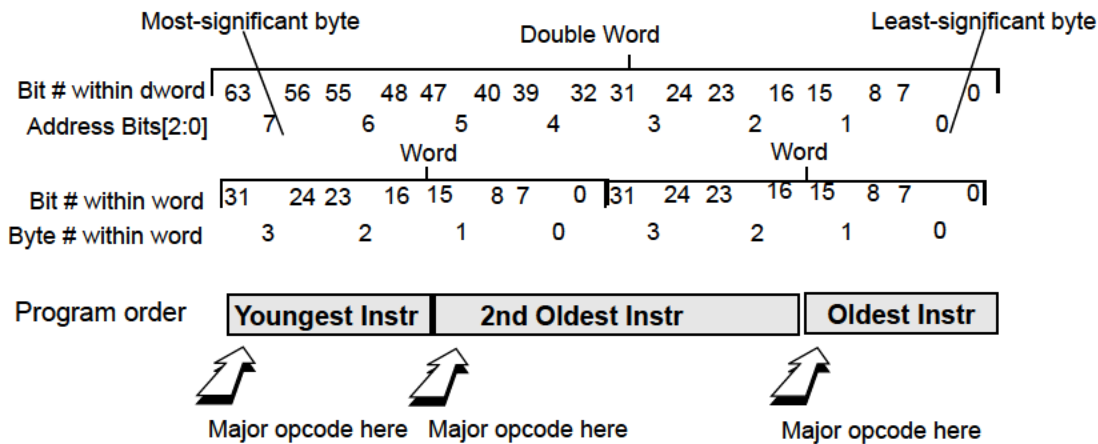 Most-significant byte Least-significant byte
Double Word
Bit # within dword 63 56 55 48 47 40 39 32 31 24 23 16 15 8 7 0
Address Bits[2:0] 7 6 5 4 3 2 1 0
Word Word
Bit # within word 31 24 23 16 15 8 7 0 31 24 23 16 15 8 7 0
Byte # within word 3 2 1 0 3 2 1 0
Program order Youngest Instr 2nd Oldest Instr Oldest Instr
Major opcode here Major opcode here Major opcode here